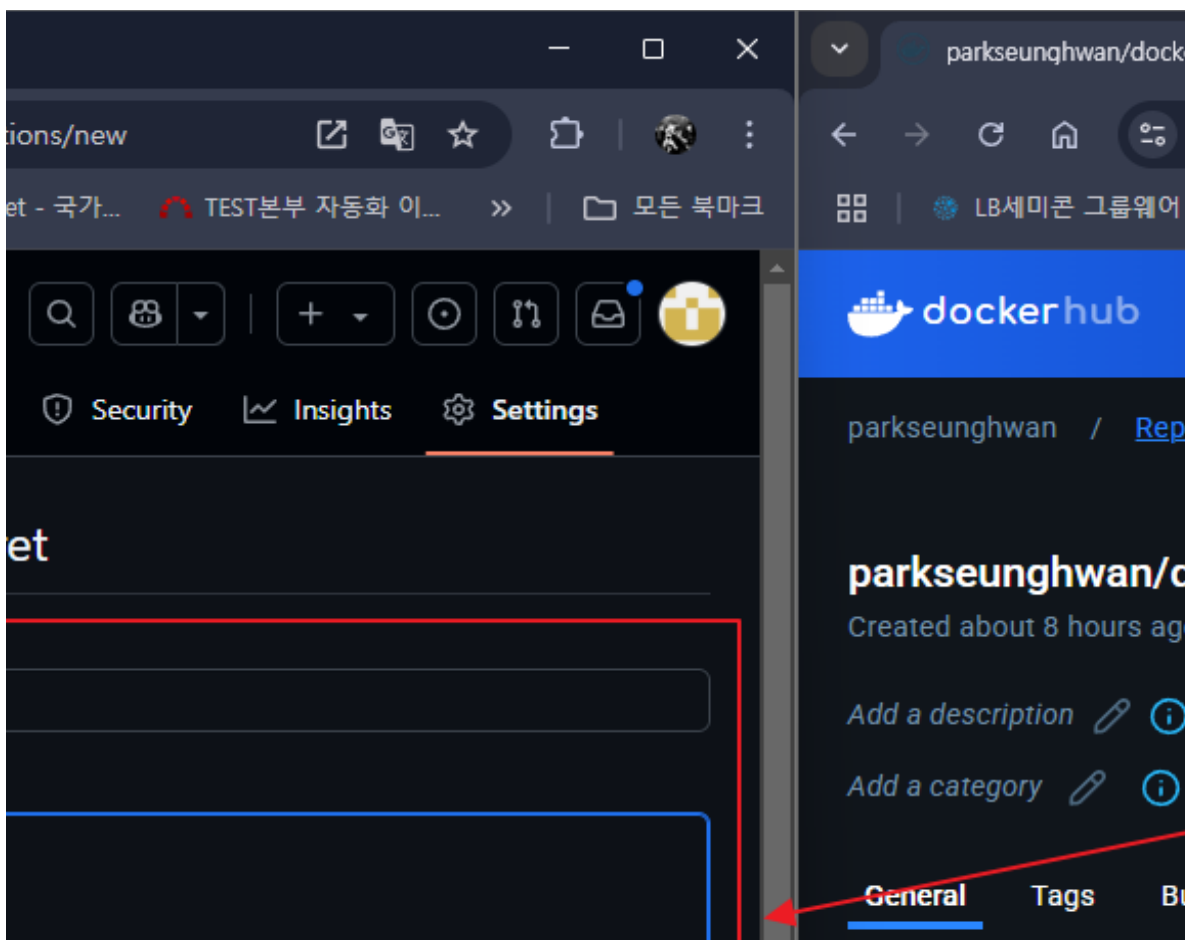 tions/new
et - 국가...
TEST본부 자동화 이...
모든 북마크
Security
Insights
Settings
et
parkseunghwan/dock
LB세미콘 그룹웨어
dockerhub
parkseunghwan / Rep
parkseunghwan/d
Created about 8 hours ag
Add a description
Add a category
General
Tags
Bu